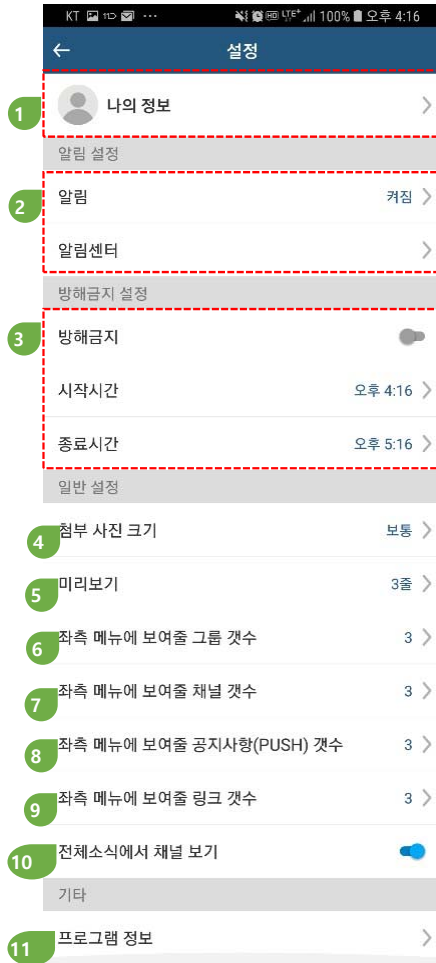 KT ··· LTE+ 100% 오후 4:16
설정
1 나의 정보
알림 설정
2 알림 켜짐
알림센터
방해금지 설정
3 방해금지
시작시간 오후 4:16
종료시간 오후 5:16
일반 설정
4 첨부 사진 크기 보통
5 미리보기 3줄
6 좌측 메뉴에 보여줄 그룹 갯수 3
7 좌측 메뉴에 보여줄 채널 갯수 3
8 좌측 메뉴에 보여줄 공지사항(PUSH) 갯수 3
9 좌측 메뉴에 보여줄 링크 갯수 3
10 전체소식에서 채널 보기
기타
11 프로그램 정보